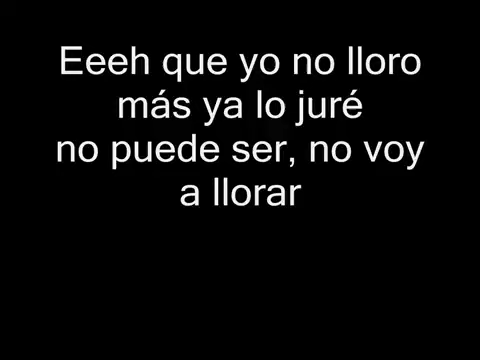 Eeeh que yo no lloro
más ya lo juré
no puede ser, no voy
a llorar